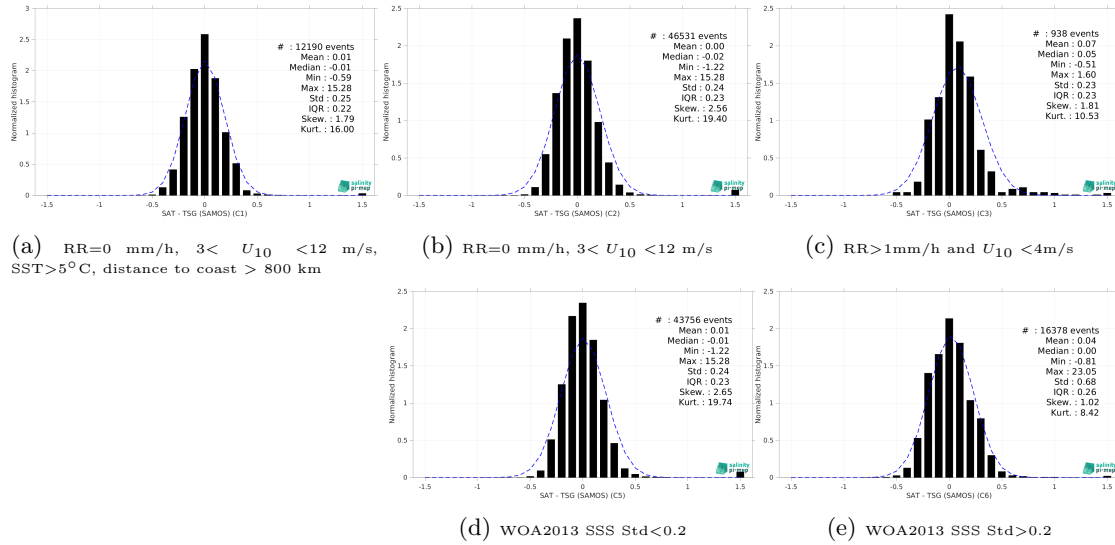 3
2.5
2
1.5
1
0.5
0
Normalized histogram
# : 12190 events
Mean : 0.01
Median : -0.01
Min : -0.59
Max : 15.28
Std : 0.25
IQR : 0.22
Skew. : 1.79
Kurt. : 16.00
salinity
pi-mep
-1.5 -1 -0.5 0 0.5 1 1.5
SAT - TSG (SAMOS) (C1)
(a) RR=0 mm/h, 3< U10 <12 m/s,
SST>5°C, distance to coast > 800 km
2.5
2
1.5
1
0.5
0
Normalized histogram
# : 46531 events
Mean : 0.00
Median : -0.02
Min : -1.22
Max : 15.28
Std : 0.24
IQR : 0.23
Skew. : 2.56
Kurt. : 19.40
salinity
pi-mep
-1.5 -1 -0.5 0 0.5 1 1.5
SAT - TSG (SAMOS) (C2)
(b) RR=0 mm/h, 3< U10 <12 m/s
2.5
2
1.5
1
0.5
0
Normalized histogram
# : 938 events
Mean : 0.07
Median : 0.05
Min : -0.51
Max : 1.60
Std : 0.23
IQR : 0.23
Skew. : 1.81
Kurt. : 10.53
salinity
pi-mep
-1.5 -1 -0.5 0 0.5 1 1.5
SAT - TSG (SAMOS) (C3)
(c) RR>1mm/h and U10 <4m/s
2.5
2
1.5
1
0.5
0
Normalized histogram
# : 43756 events
Mean : 0.01
Median : -0.01
Min : -1.22
Max : 15.28
Std : 0.24
IQR : 0.23
Skew. : 2.65
Kurt. : 19.74
salinity
pi-mep
-1.5 -1 -0.5 0 0.5 1 1.5
SAT - TSG (SAMOS) (C5)
(d) WOA2013 SSS Std<0.2
2.5
2
1.5
1
0.5
0
Normalized histogram
# : 16378 events
Mean : 0.04
Median : 0.00
Min : -0.81
Max : 23.05
Std : 0.68
IQR : 0.26
Skew. : 1.02
Kurt. : 8.42
salinity
pi-mep
-1.5 -1 -0.5 0 0.5 1 1.5
SAT - TSG (SAMOS) (C6)
(e) WOA2013 SSS Std>0.2